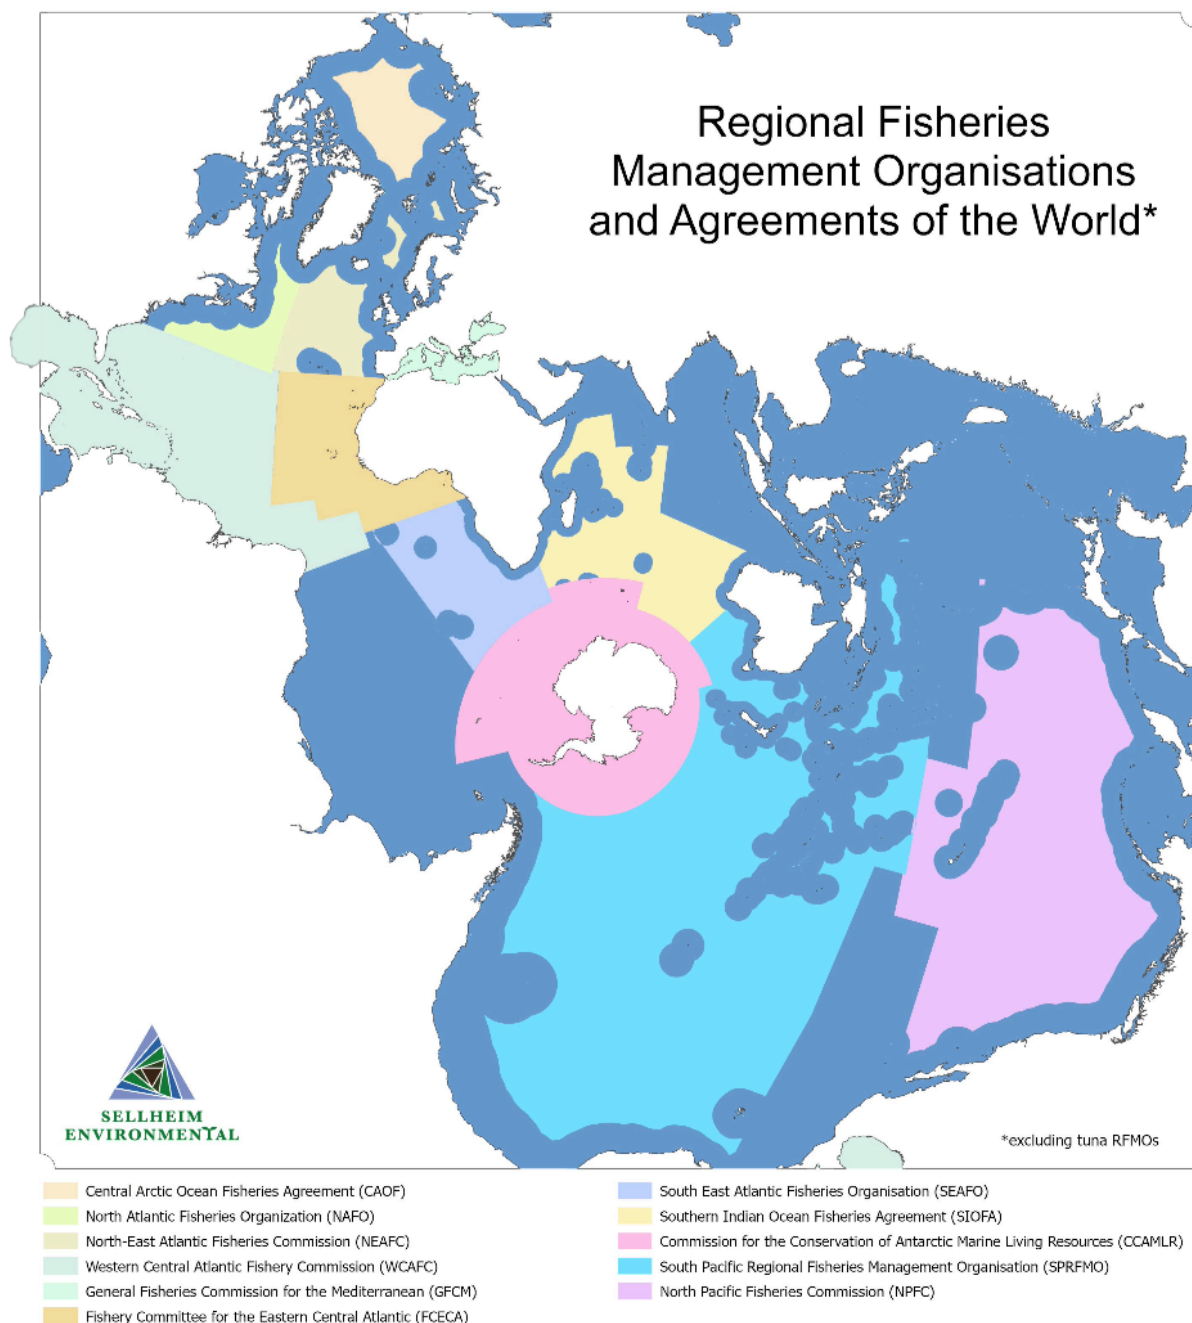 Regional Fisheries
Management Organisations
and Agreements of the World*
SELLHEIM
ENVIRONMENTAL
*excluding tuna RFMOs
Central Arctic Ocean Fisheries Agreement (CAOF)
North Atlantic Fisheries Organization (NAFO)
North-East Atlantic Fisheries Commission (NEAFC)
Western Central Atlantic Fishery Commission (WCAFC)
General Fisheries Commission for the Mediterranean (GFCM)
Fishery Committee for the Eastern Central Atlantic (FCECA)
South East Atlantic Fisheries Organisation (SEAFO)
Southern Indian Ocean Fisheries Agreement (SIOFA)
Commission for the Conservation of Antarctic Marine Living Resources (CCAMLR)
South Pacific Regional Fisheries Management Organisation (SPRFMO)
North Pacific Fisheries Commission (NPFC)